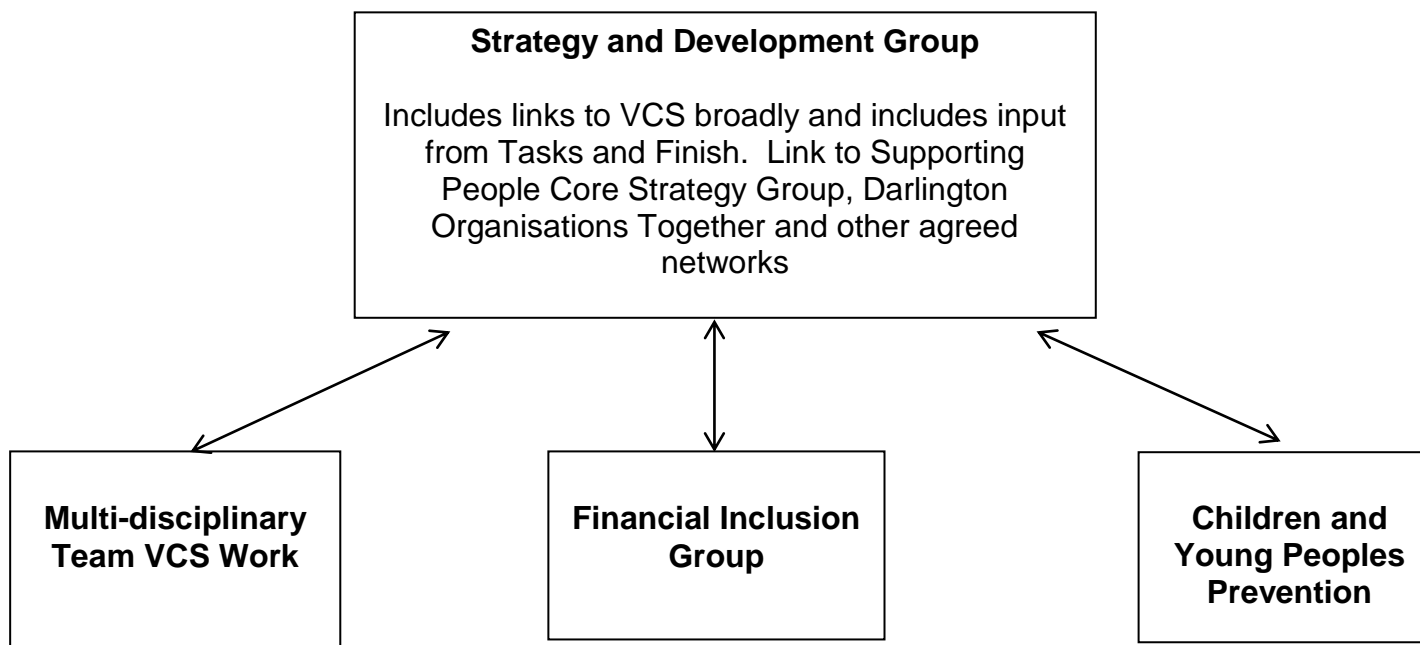 Strategy and Development Group
Includes links to VCS broadly and includes input
from Tasks and Finish.  Link to Supporting
People Core Strategy Group, Darlington
Organisations Together and other agreed
networks
Multi-disciplinary
Team VCS Work
Financial Inclusion
Group
Children and
Young Peoples
Prevention